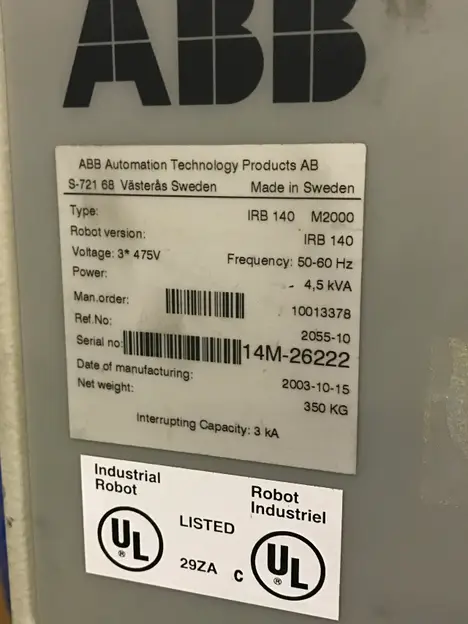 ABB
ABB Automation Technology Products AB
S-721 68 Västerås Sweden Made in Sweden
Type: IRB 140 M2000
Robot version: IRB 140
Voltage: 3* 475V Frequency: 50-60 Hz
Power: - 4,5 kVA
Man.order: 10013378
Ref.No: 2055-10
Serial no: 14M-26222
Date of manufacturing: 2003-10-15
Net weight: 350 KG
Interrupting Capacity: 3 kA
Industrial Robot
Robot Industriel
UL ® LISTED 29ZA C UL ®